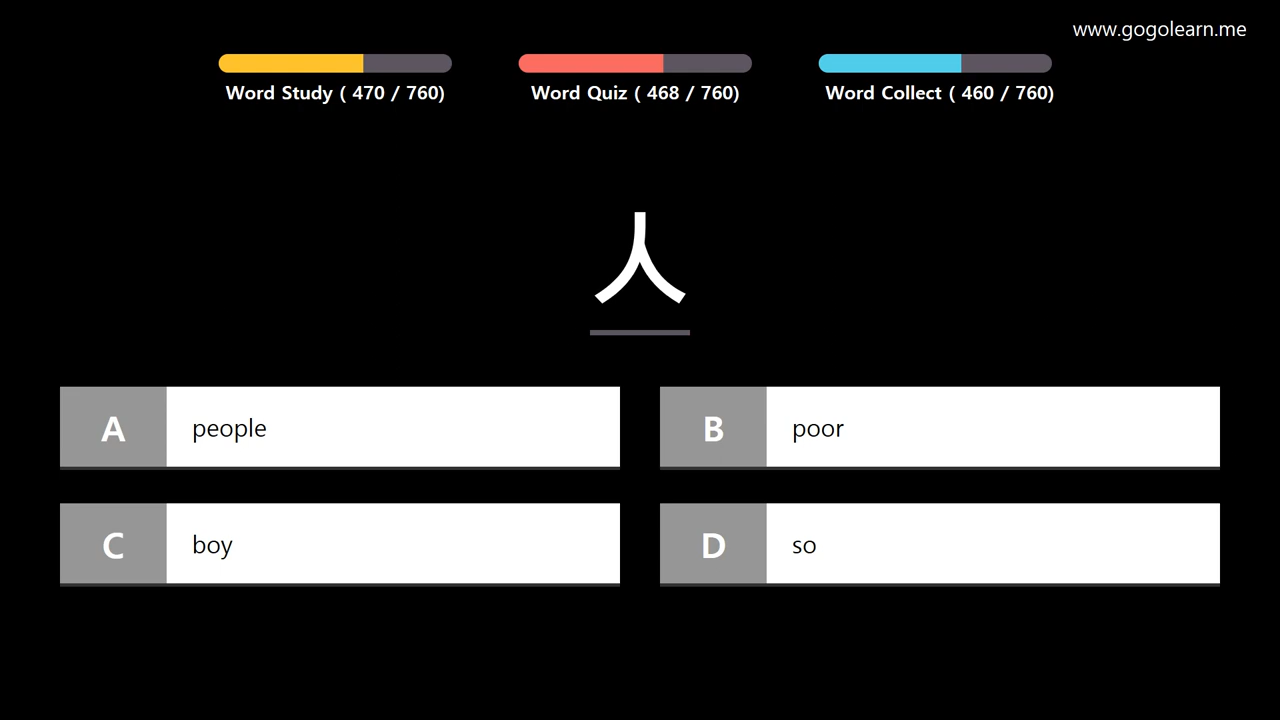 www.gogolearn.me
Word Study ( 470 / 760)
Word Quiz ( 468 / 760)
Word Collect ( 460 / 760)
人
A people
B poor
C boy
D so